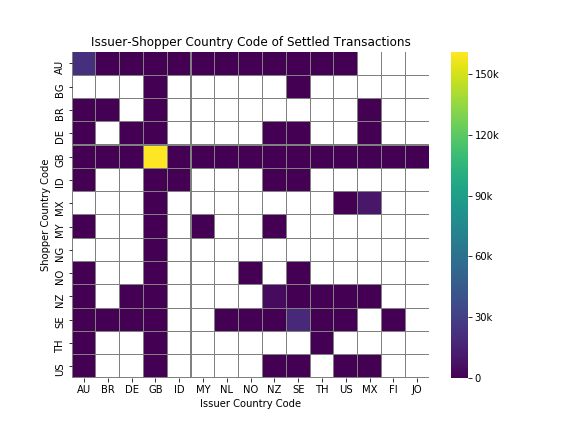 Issuer-Shopper Country Code of Settled Transactions
Shopper Country Code
AU
BG
BR
DE
GB
ID
MX
MY
NG
NO
NZ
SE
TH
US
AU BR DE GB ID MY NL NO NZ SE TH US MX FI JO
Issuer Country Code
150k
120k
90k
60k
30k
0